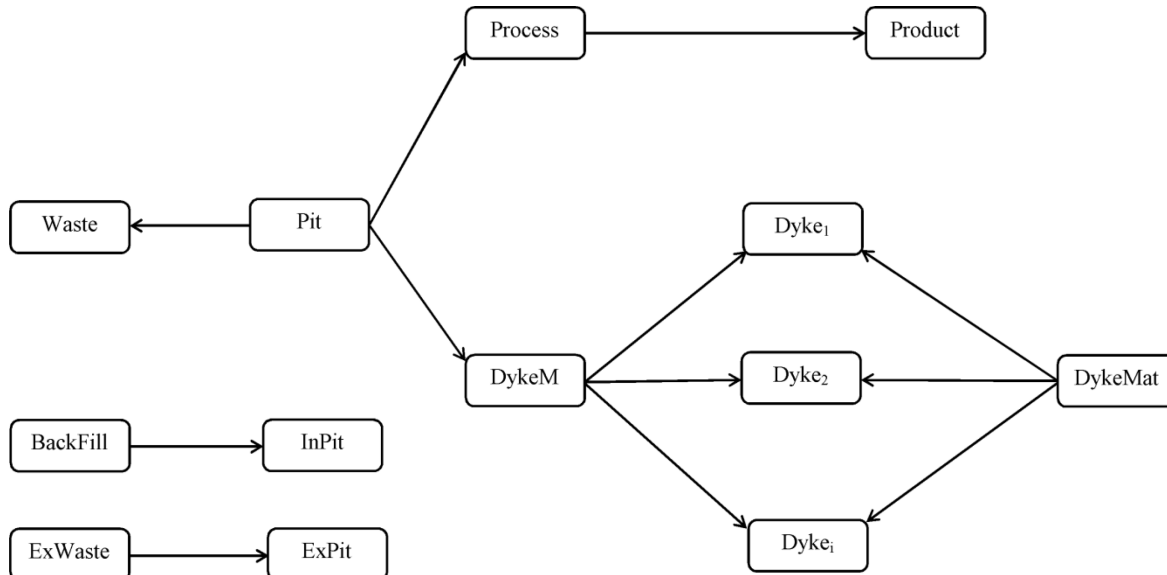 Process
Product
Waste
Pit
Dyke₁
DykeM
Dyke₂
DykeMat
BackFill
InPit
Dykeᵢ
ExWaste
ExPit